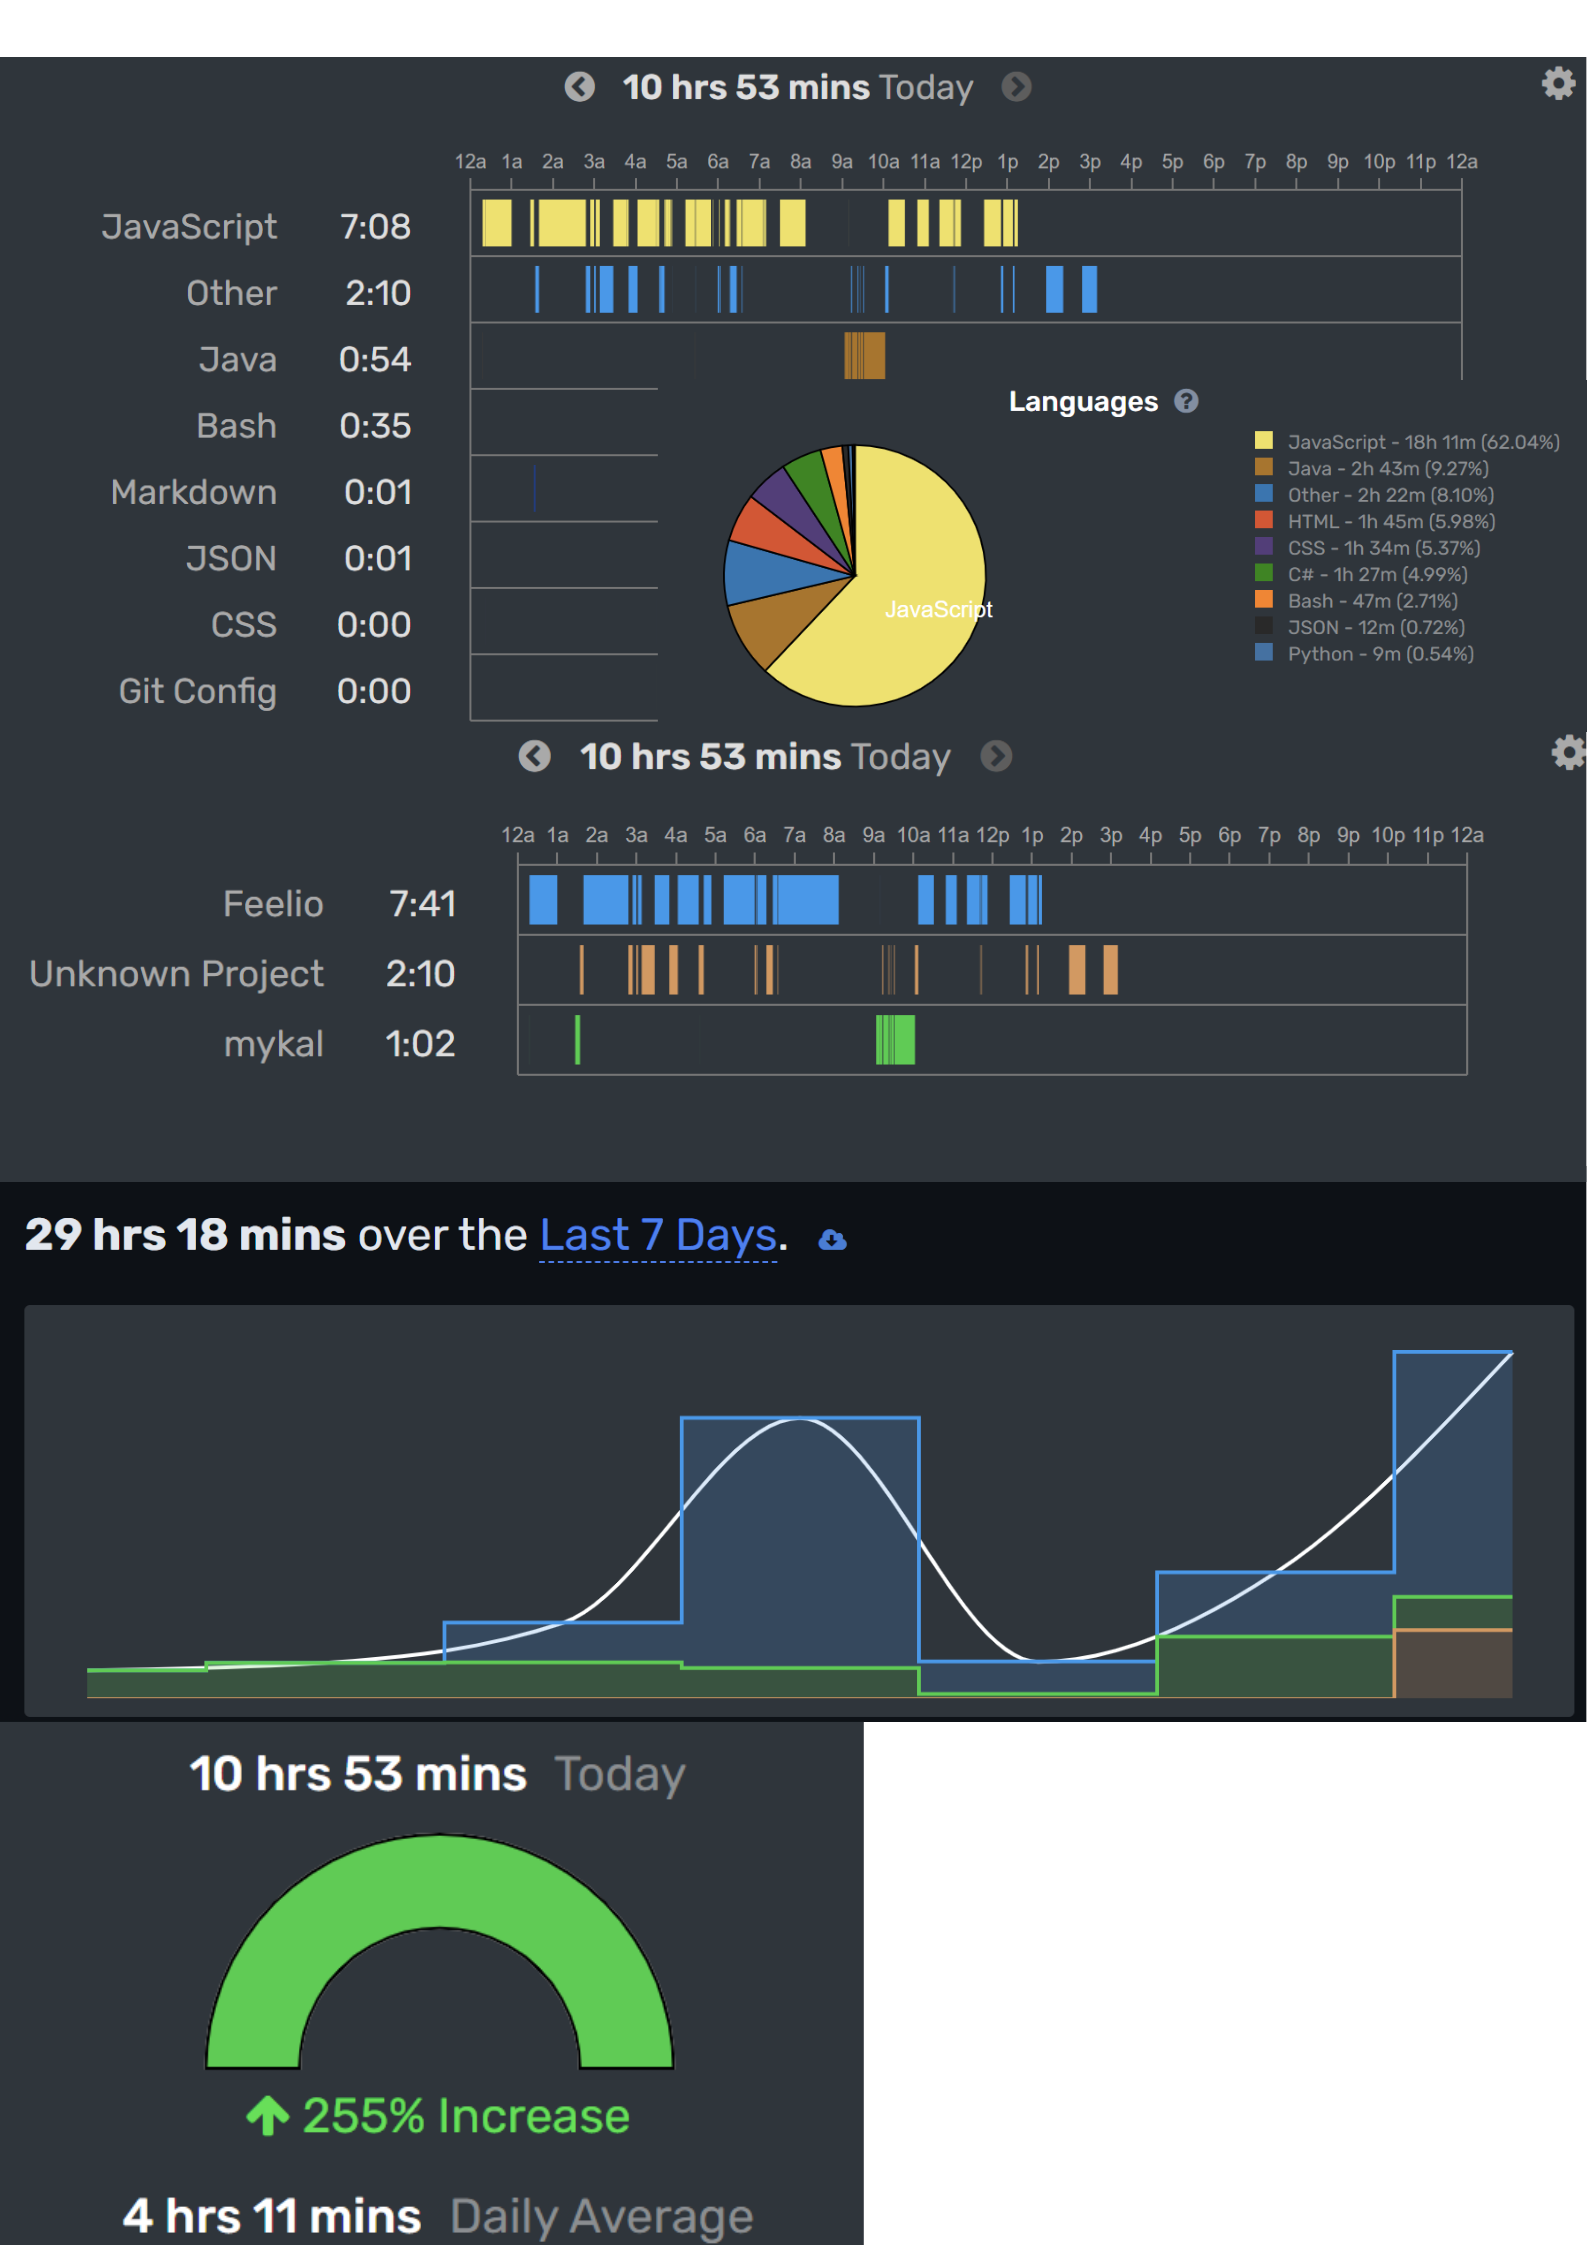 10 hrs 53 mins Today
12a 1a 2a 3a 4a 5a 6a 7a 8a 9a 10a 11a 12p 1p 2p 3p 4p 5p 6p 7p 8p 9p 10p 11p 12a
JavaScript 7:08
Other 2:10
Java 0:54
Bash 0:35
Markdown 0:01
JSON 0:01
CSS 0:00
Git Config 0:00
Languages ?
JavaScript
JavaScript - 18h 11m (62.04%)
Java - 2h 43m (9.27%)
Other - 2h 22m (8.10%)
HTML - 1h 45m (5.98%)
CSS - 1h 34m (5.37%)
C# - 1h 27m (4.99%)
Bash - 47m (2.71%)
JSON - 12m (0.72%)
Python - 9m (0.54%)
10 hrs 53 mins Today
12a 1a 2a 3a 4a 5a 6a 7a 8a 9a 10a 11a 12p 1p 2p 3p 4p 5p 6p 7p 8p 9p 10p 11p 12a
Feelio 7:41
Unknown Project 2:10
mykal 1:02
29 hrs 18 mins over the Last 7 Days.
10 hrs 53 mins Today
255% Increase
4 hrs 11 mins Daily Average